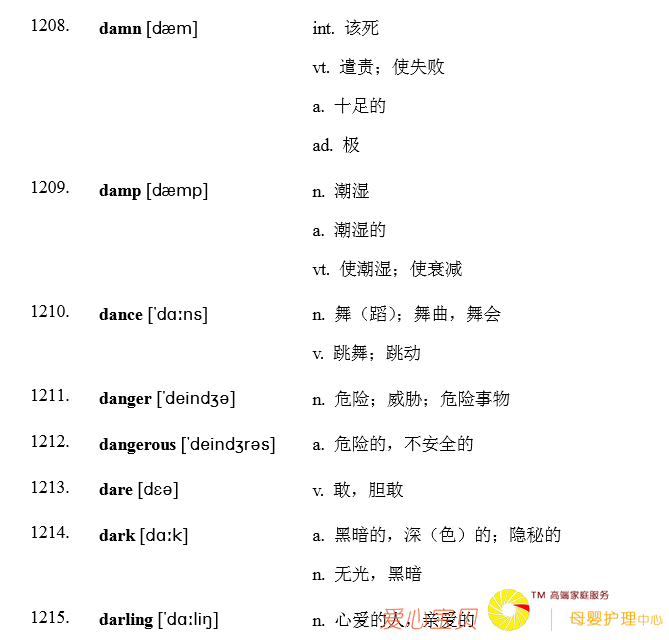 1208. damn [dæm] int. 该死
vt. 遣责；使失败
a. 十足的
ad. 极
1209. damp [dæmp] n. 潮湿
a. 潮湿的
vt. 使潮湿；使衰减
1210. dance [ˈdɑːns] n. 舞（蹈）；舞曲，舞会
v. 跳舞；跳动
1211. danger [ˈdeindʒə] n. 危险；威胁；危险事物
1212. dangerous [ˈdeindʒrəs] a. 危险的，不安全的
1213. dare [dɛə] v. 敢，胆敢
1214. dark [dɑːk] a. 黑暗的，深（色）的；隐秘的
n. 无光，黑暗
1215. darling [ˈdɑːliŋ] n. 心爱的人，亲爱的
爱心宝贝 TM 高端家庭服务
母婴护理中心